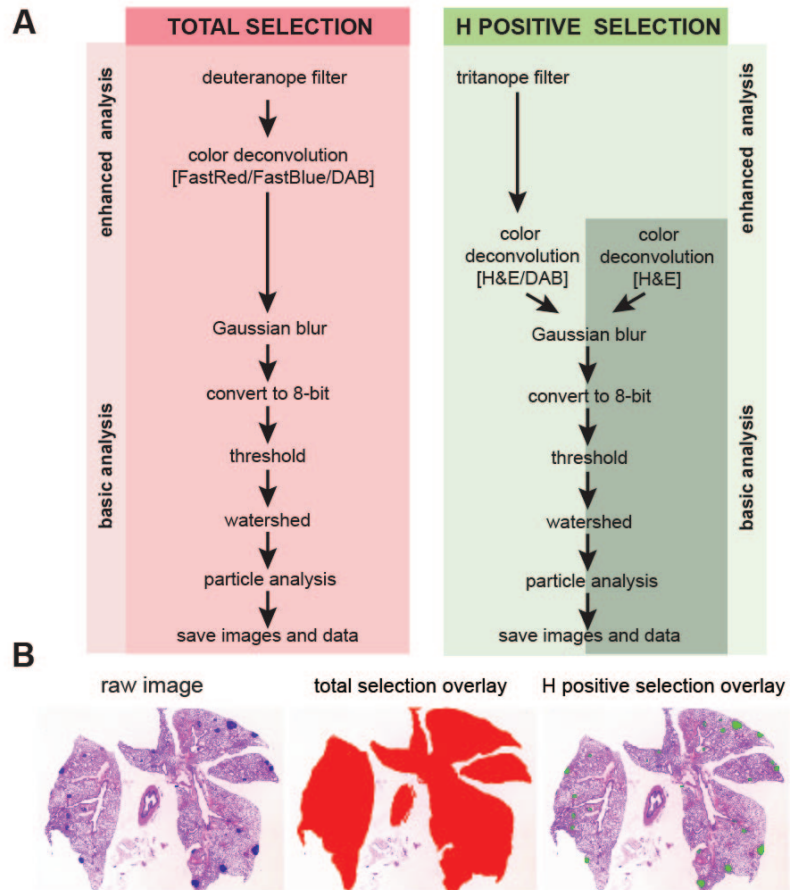 A
TOTAL SELECTION
enhanced analysis
deuteranope filter
color deconvolution
[FastRed/FastBlue/DAB]
basic analysis
Gaussian blur
convert to 8-bit
threshold
watershed
particle analysis
save images and data
H POSITIVE SELECTION
enhanced analysis
tritanope filter
color
deconvolution
[H&E/DAB]
color
deconvolution
[H&E]
basic analysis
Gaussian blur
convert to 8-bit
threshold
watershed
particle analysis
save images and data
B
raw image
total selection overlay
H positive selection overlay